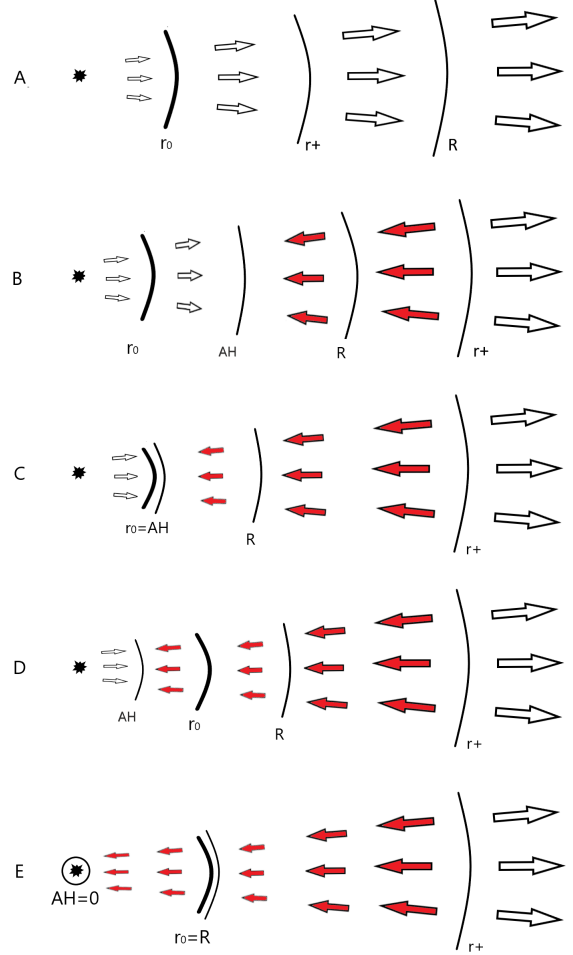 A r₀ r+ R
B r₀ AH R r+
C r₀=AH R r+
D AH r₀ R r+
E AH=0 r₀=R r+